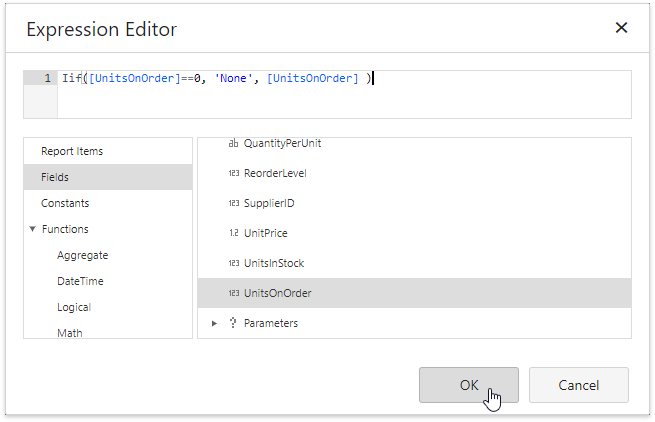 Expression Editor
1 Iif([UnitsOnOrder]==0, 'None', [UnitsOnOrder] )
Report Items
Fields
Constants
Functions
Aggregate
DateTime
Logical
Math
ab QuantityPerUnit
123 ReorderLevel
123 SupplierID
1.2 UnitPrice
123 UnitsInStock
123 UnitsOnOrder
? Parameters
OK
Cancel